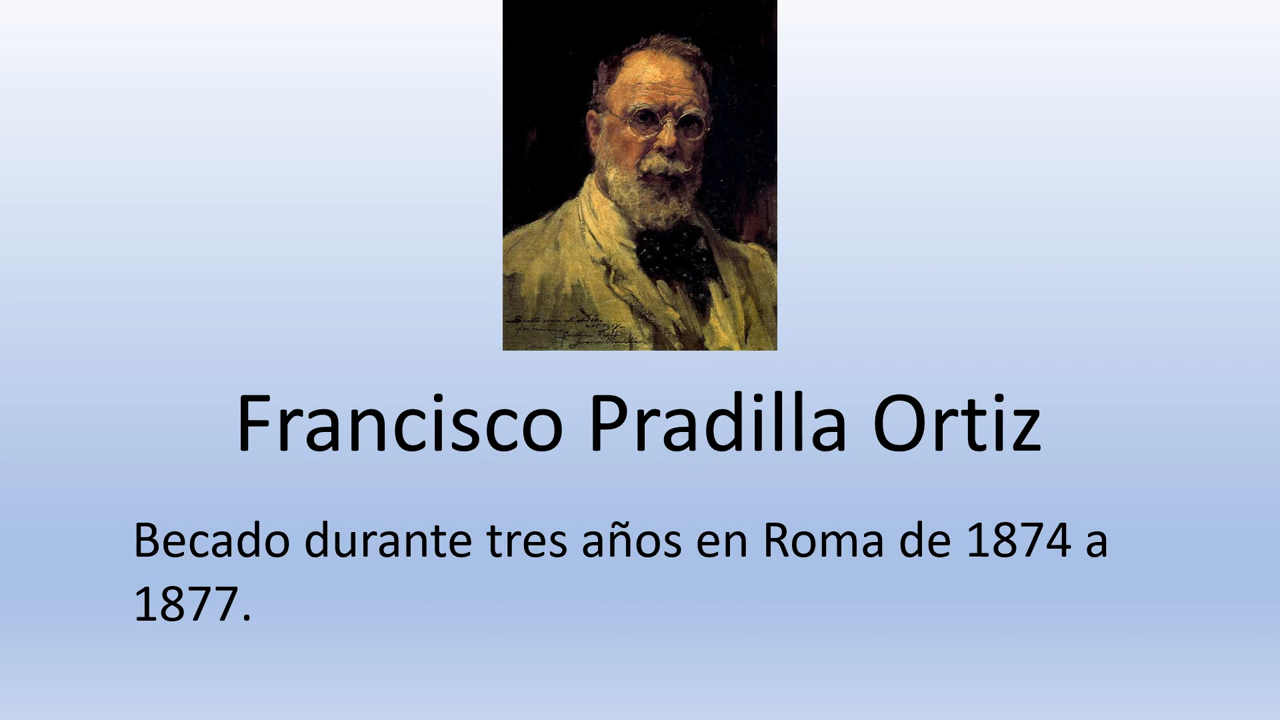 Francisco Pradilla Ortiz
Becado durante tres años en Roma de 1874 a
1877.